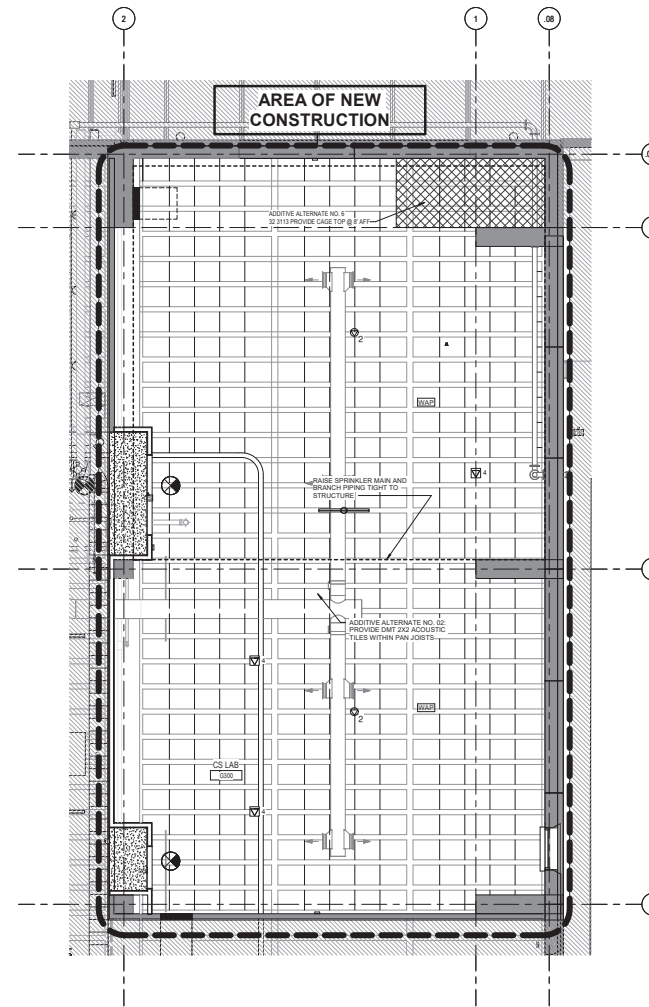 2
1
.08
AREA OF NEW
CONSTRUCTION
ADDITIVE ALTERNATE NO. 6
32 3113 PROVIDE CAGE TOP @ 8' AFF
2
WAP
4
RAISE SPRINKLER MAIN AND
BRANCH PIPING TIGHT TO
STRUCTURE
ADDITIVE ALTERNATE NO. 02:
PROVIDE DMT 2X2 ACOUSTIC
TILES WITHIN PAN JOISTS
4
WAP
2
CS LAB
G300
4